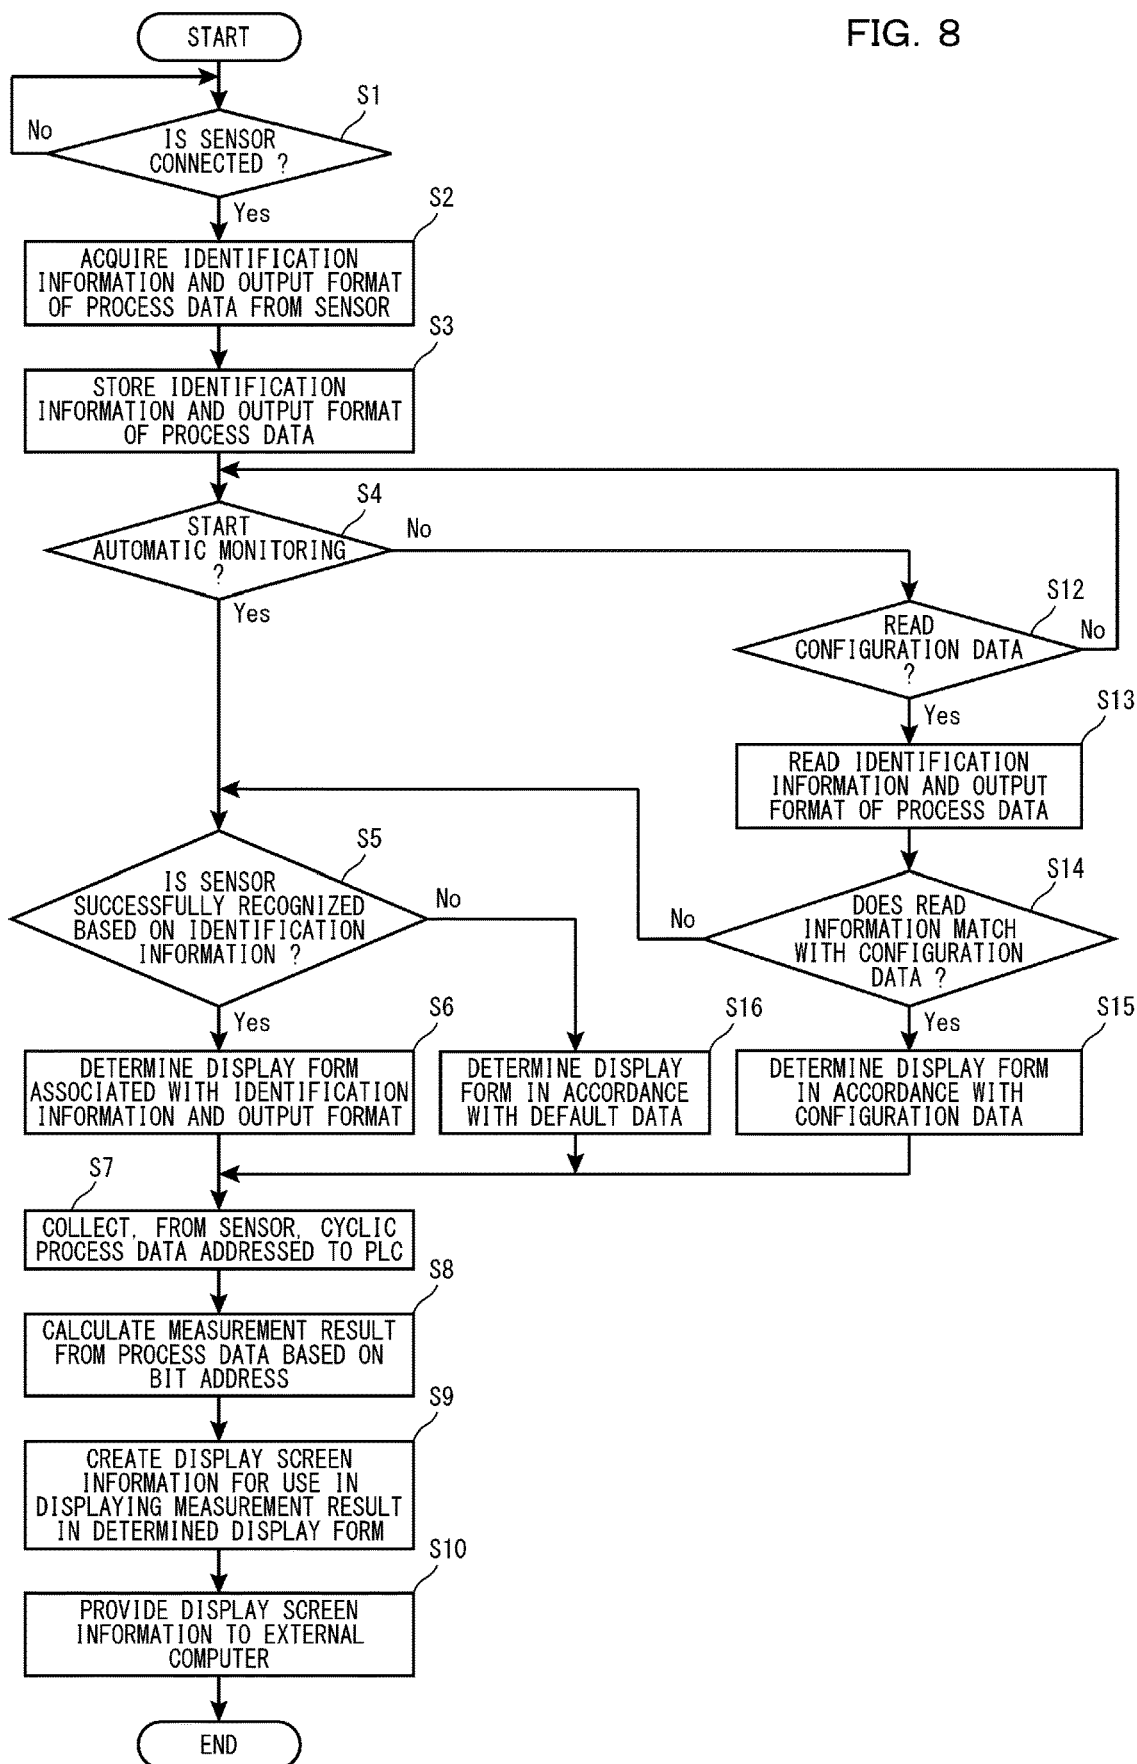 FIG. 8
START
S1
No
IS SENSOR
CONNECTED ?
Yes
S2
ACQUIRE IDENTIFICATION
INFORMATION AND OUTPUT FORMAT
OF PROCESS DATA FROM SENSOR
S3
STORE IDENTIFICATION
INFORMATION AND OUTPUT FORMAT
OF PROCESS DATA
S4
START
AUTOMATIC MONITORING
?
No
Yes
S12
READ
CONFIGURATION DATA
?
No
Yes
S13
READ IDENTIFICATION
INFORMATION AND OUTPUT
FORMAT OF PROCESS DATA
S5
IS SENSOR
SUCCESSFULLY RECOGNIZED
BASED ON IDENTIFICATION
INFORMATION ?
No
Yes
S14
DOES READ
INFORMATION MATCH
WITH CONFIGURATION
DATA ?
No
Yes
S6
DETERMINE DISPLAY FORM
ASSOCIATED WITH IDENTIFICATION
INFORMATION AND OUTPUT FORMAT
S16
DETERMINE DISPLAY
FORM IN ACCORDANCE
WITH DEFAULT DATA
S15
DETERMINE DISPLAY FORM
IN ACCORDANCE WITH
CONFIGURATION DATA
S7
COLLECT, FROM SENSOR, CYCLIC
PROCESS DATA ADDRESSED TO PLC
S8
CALCULATE MEASUREMENT RESULT
FROM PROCESS DATA BASED ON
BIT ADDRESS
S9
CREATE DISPLAY SCREEN
INFORMATION FOR USE IN
DISPLAYING MEASUREMENT RESULT
IN DETERMINED DISPLAY FORM
S10
PROVIDE DISPLAY SCREEN
INFORMATION TO EXTERNAL
COMPUTER
END